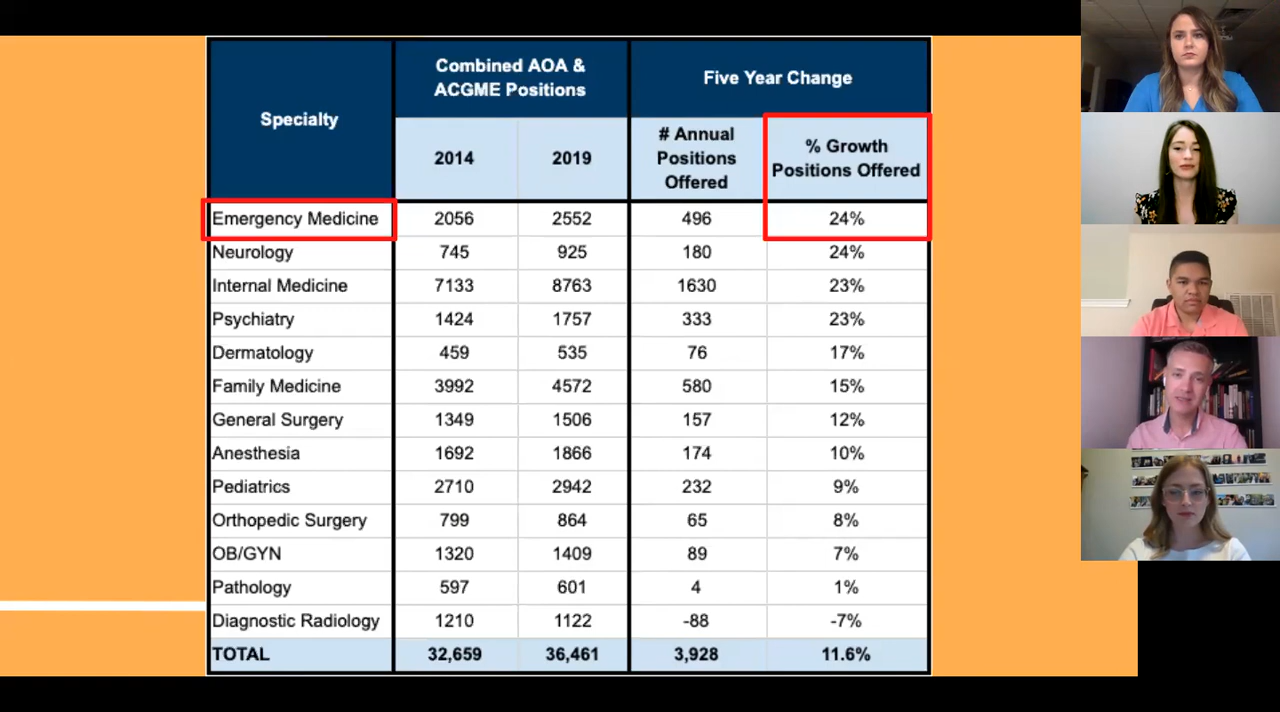 Specialty
Combined AOA &
ACGME Positions
Five Year Change
2014
2019
# Annual
Positions
Offered
% Growth
Positions Offered
Emergency Medicine 2056 2552 496 24%
Neurology 745 925 180 24%
Internal Medicine 7133 8763 1630 23%
Psychiatry 1424 1757 333 23%
Dermatology 459 535 76 17%
Family Medicine 3992 4572 580 15%
General Surgery 1349 1506 157 12%
Anesthesia 1692 1866 174 10%
Pediatrics 2710 2942 232 9%
Orthopedic Surgery 799 864 65 8%
OB/GYN 1320 1409 89 7%
Pathology 597 601 4 1%
Diagnostic Radiology 1210 1122 -88 -7%
TOTAL 32,659 36,461 3,928 11.6%